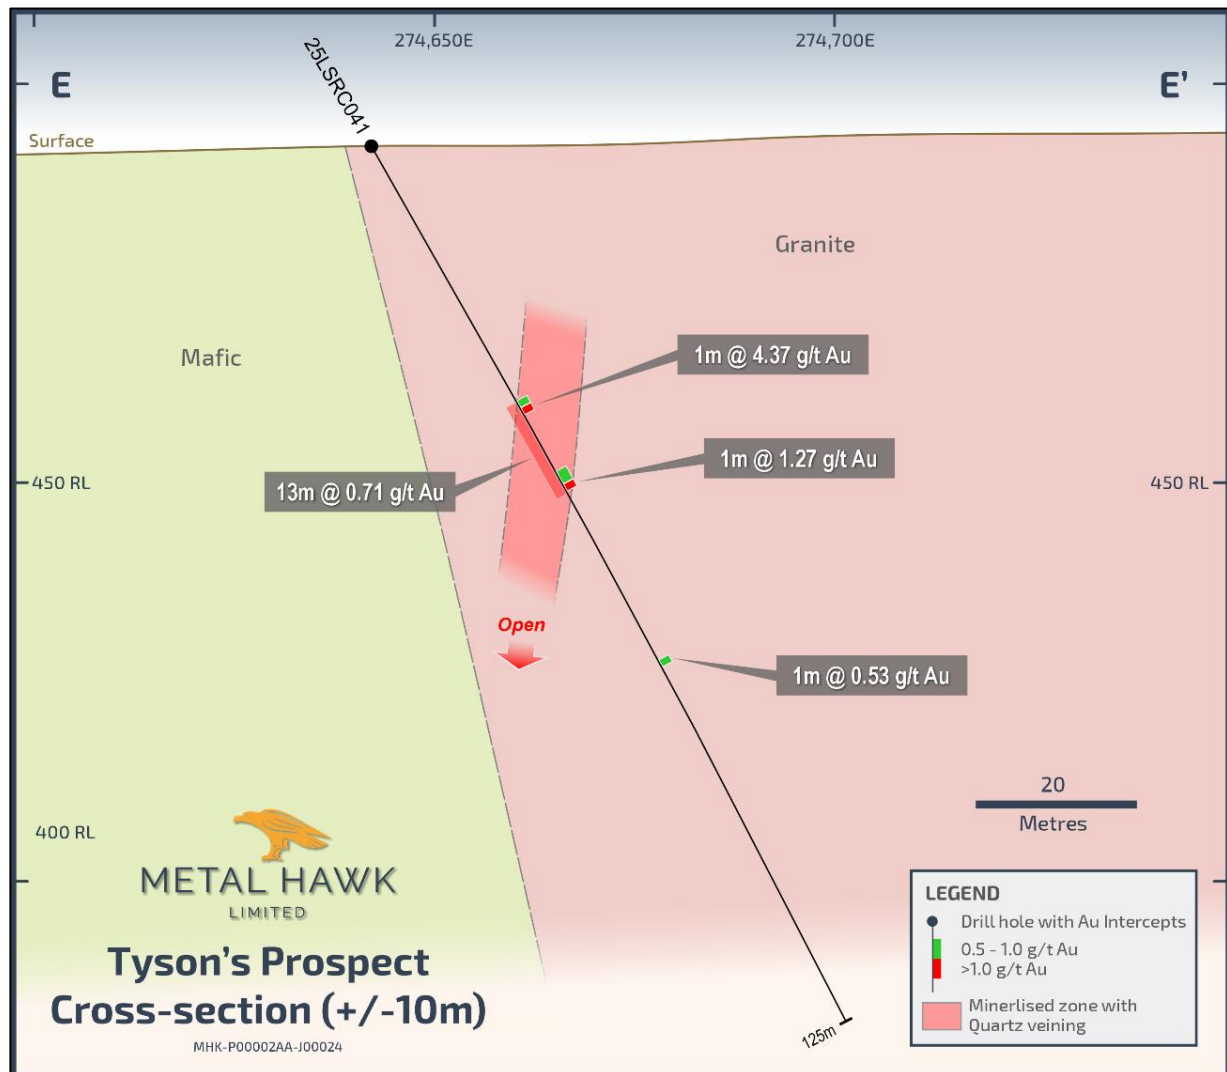 274,650E
274,700E
E
E'
25LSRC041
Surface
Granite
Mafic
1m @ 4.37 g/t Au
1m @ 1.27 g/t Au
13m @ 0.71 g/t Au
450 RL
450 RL
Open
1m @ 0.53 g/t Au
20
Metres
400 RL
METAL HAWK
LIMITED
Tyson's Prospect
Cross-section (+/-10m)
MHK-P00002AA-J00024
125m
LEGEND
Drill hole with Au Intercepts
0.5 - 1.0 g/t Au
>1.0 g/t Au
Minerlised zone with
Quartz veining